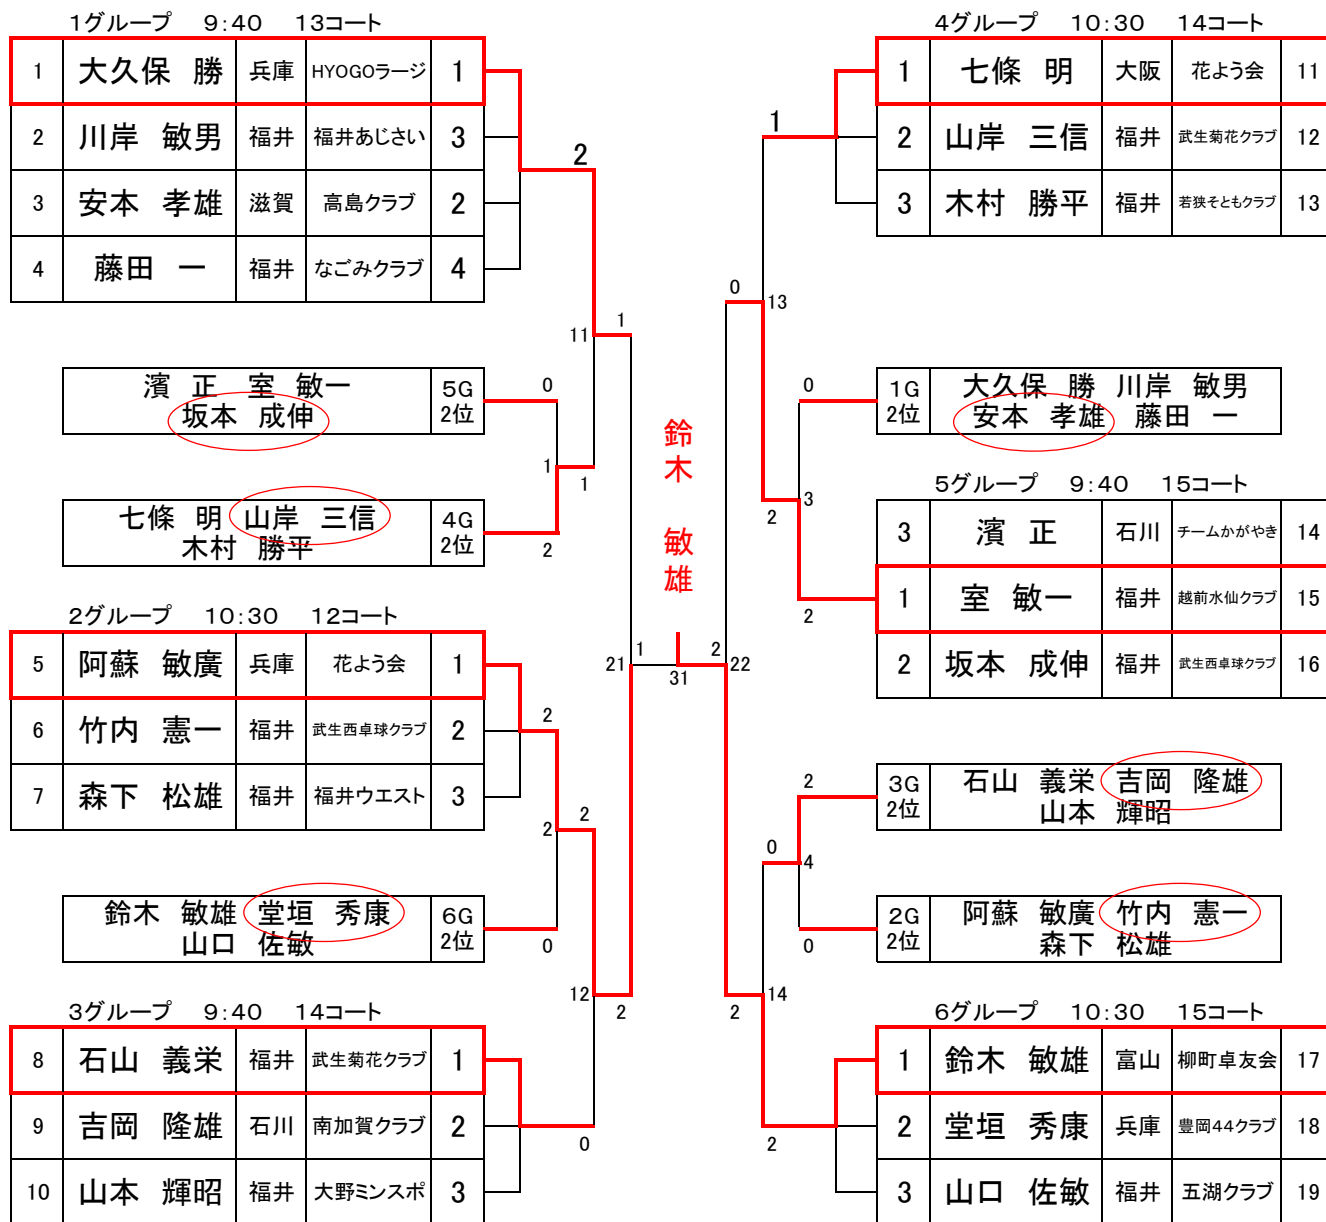 1グループ 9:40 13コート
1 大久保 勝 兵庫 HYOGOラージ 1
2 川岸 敏男 福井 福井あじさい 3
3 安本 孝雄 滋賀 高島クラブ 2
4 藤田 一 福井 なごみクラブ 4
2
11
1
濱 正 室 敏一
坂本 成伸
5G
2位
0
1
1
七條 明 山岸 三信
木村 勝平
4G
2位
2
2グループ 10:30 12コート
5 阿蘇 敏廣 兵庫 花よう会 1
6 竹内 憲一 福井 武生西卓球クラブ 2
7 森下 松雄 福井 福井ウエスト 3
2
2
2
鈴木 敏雄 堂垣 秀康
山口 佐敏
6G
2位
0
12
2
3グループ 9:40 14コート
8 石山 義栄 福井 武生菊花クラブ 1
9 吉岡 隆雄 石川 南加賀クラブ 2
10 山本 輝昭 福井 大野ミンスポ 3
0
鈴木 敏雄
21
1
31
2
22
4グループ 10:30 14コート
1 七條 明 大阪 花よう会 11
2 山岸 三信 福井 武生菊花クラブ 12
3 木村 勝平 福井 若狭そともクラブ 13
1
0
13
0
1G
2位
大久保 勝 川岸 敏男
安本 孝雄 藤田 一
3
2
5グループ 9:40 15コート
3 濱 正 石川 チームかがやき 14
1 室 敏一 福井 越前水仙クラブ 15
2 坂本 成伸 福井 武生西卓球クラブ 16
2
2
3G
2位
石山 義栄 吉岡 隆雄
山本 輝昭
0
4
2G
2位
阿蘇 敏廣 竹内 憲一
森下 松雄
0
14
2
6グループ 10:30 15コート
1 鈴木 敏雄 富山 柳町卓友会 17
2 堂垣 秀康 兵庫 豊岡44クラブ 18
3 山口 佐敏 福井 五湖クラブ 19
2